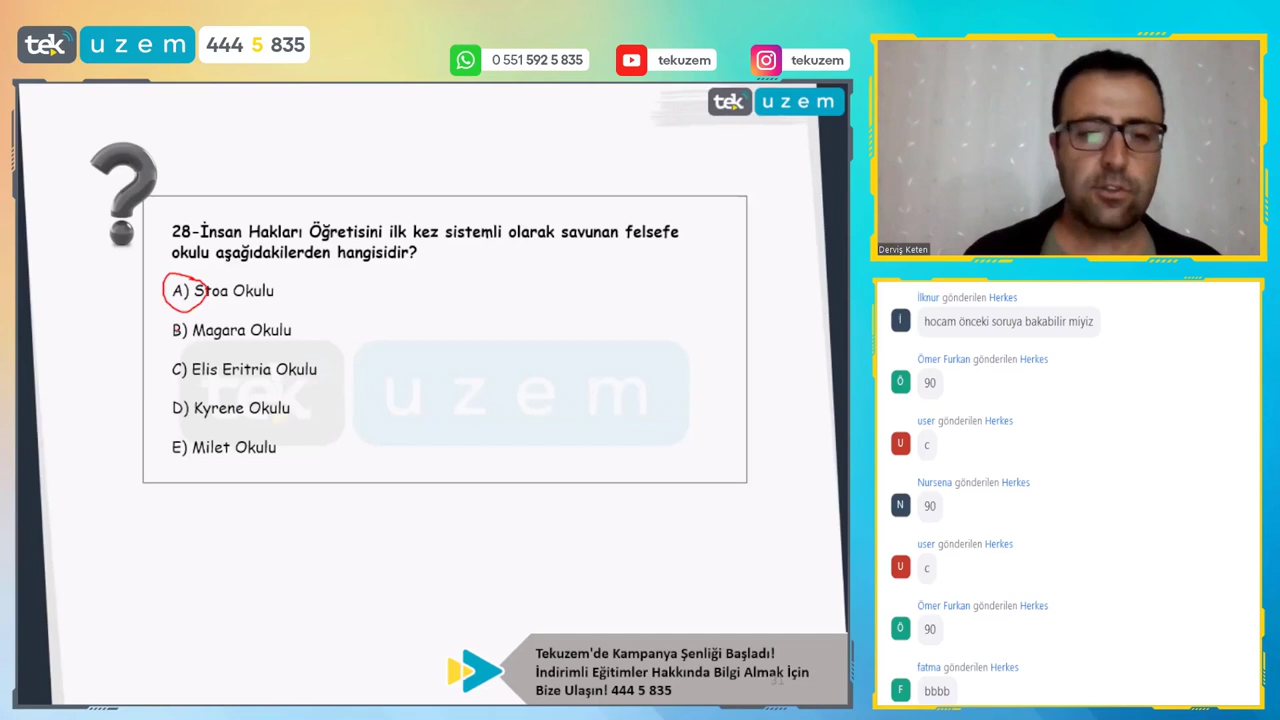 tek uzem 444 5 835
0 551 592 5 835
tekuzem
tekuzem
tek uzem
28-İnsan Hakları Öğretisini ilk kez sistemli olarak savunan felsefe
okulu aşağıdakilerden hangisidir?
A) Stoa Okulu
B) Magara Okulu
C) Elis Eritria Okulu
D) Kyrene Okulu
E) Milet Okulu
tek uzem
Tekuzem'de Kampanya Şenliği Başladı!
İndirimli Eğitimler Hakkında Bilgi Almak İçin
Bize Ulaşın! 444 5 835
31
Derviş Keten
İlknur gönderilen Herkes
İ
hocam önceki soruya bakabilir miyiz
Ömer Furkan gönderilen Herkes
Ö
90
user gönderilen Herkes
U
c
Nursena gönderilen Herkes
N
90
user gönderilen Herkes
U
c
Ömer Furkan gönderilen Herkes
Ö
90
fatma gönderilen Herkes
F
bbbb